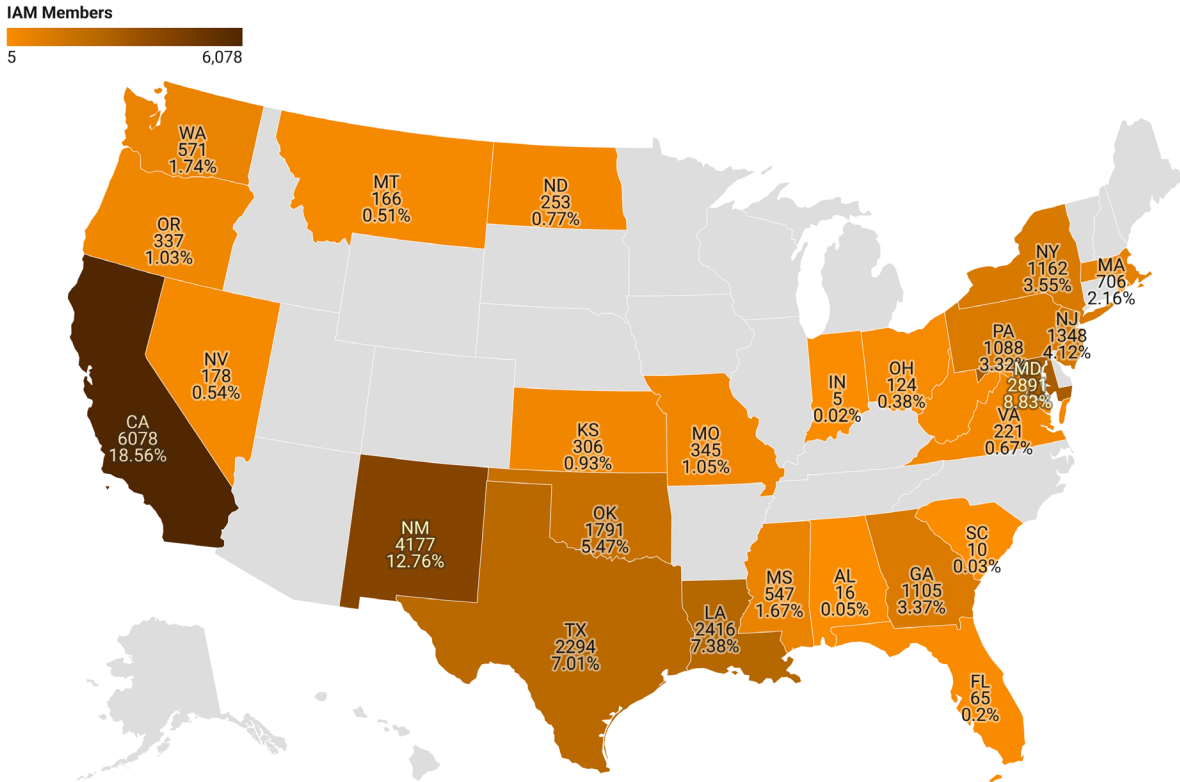 IAM Members
5
6,078
WA
571
1.74%
MT
166
0.51%
ND
253
0.77%
OR
337
1.03%
NY
1162
3.55%
MA
706
2.16%
NV
178
0.54%
NJ
1348
4.12%
PA
1088
3.32%
IN
5
0.02%
OH
124
0.38%
MD
2891
8.83%
CA
6078
18.56%
KS
306
0.93%
MO
345
1.05%
VA
221
0.67%
NM
4177
12.76%
OK
1791
5.47%
SC
10
0.03%
MS
547
1.67%
AL
16
0.05%
GA
1105
3.37%
TX
2294
7.01%
LA
2416
7.38%
FL
65
0.2%